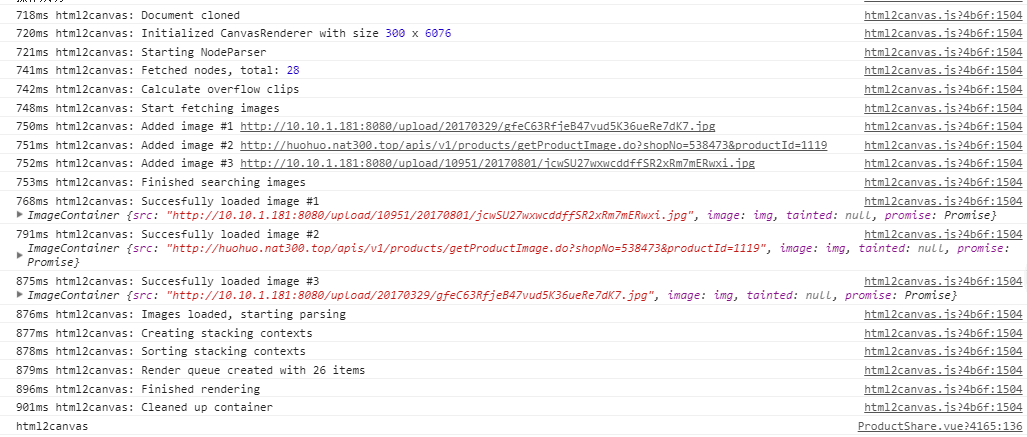 718ms html2canvas: Document cloned html2canvas.js?4b6f:1504
720ms html2canvas: Initialized CanvasRenderer with size 300 x 6076 html2canvas.js?4b6f:1504
721ms html2canvas: Starting NodeParser html2canvas.js?4b6f:1504
741ms html2canvas: Fetched nodes, total: 28 html2canvas.js?4b6f:1504
742ms html2canvas: Calculate overflow clips html2canvas.js?4b6f:1504
748ms html2canvas: Start fetching images html2canvas.js?4b6f:1504
750ms html2canvas: Added image #1 http://10.10.1.181:8080/upload/20170329/gfeC63RfjeB47vud5K36ueRe7dK7.jpg html2canvas.js?4b6f:1504
751ms html2canvas: Added image #2 http://huohuo.nat300.top/apis/v1/products/getProductImage.do?shopNo=538473&productId=1119 html2canvas.js?4b6f:1504
752ms html2canvas: Added image #3 http://10.10.1.181:8080/upload/10951/20170801/jcwSU27wxwcddffSR2xRm7mERwxi.jpg html2canvas.js?4b6f:1504
753ms html2canvas: Finished searching images html2canvas.js?4b6f:1504
768ms html2canvas: Succesfully loaded image #1 html2canvas.js?4b6f:1504
ImageContainer {src: "http://10.10.1.181:8080/upload/10951/20170801/jcwSU27wxwcddffSR2xRm7mERwxi.jpg", image: img, tainted: null, promise: Promise}
791ms html2canvas: Succesfully loaded image #2 html2canvas.js?4b6f:1504
ImageContainer {src: "http://huohuo.nat300.top/apis/v1/products/getProductImage.do?shopNo=538473&productId=1119", image: img, tainted: null, promise:
Promise}
875ms html2canvas: Succesfully loaded image #3 html2canvas.js?4b6f:1504
ImageContainer {src: "http://10.10.1.181:8080/upload/20170329/gfeC63RfjeB47vud5K36ueRe7dK7.jpg", image: img, tainted: null, promise: Promise}
876ms html2canvas: Images loaded, starting parsing html2canvas.js?4b6f:1504
877ms html2canvas: Creating stacking contexts html2canvas.js?4b6f:1504
878ms html2canvas: Sorting stacking contexts html2canvas.js?4b6f:1504
879ms html2canvas: Render queue created with 26 items html2canvas.js?4b6f:1504
896ms html2canvas: Finished rendering html2canvas.js?4b6f:1504
901ms html2canvas: Cleaned up container html2canvas.js?4b6f:1504
html2canvas ProductShare.vue?4165:136